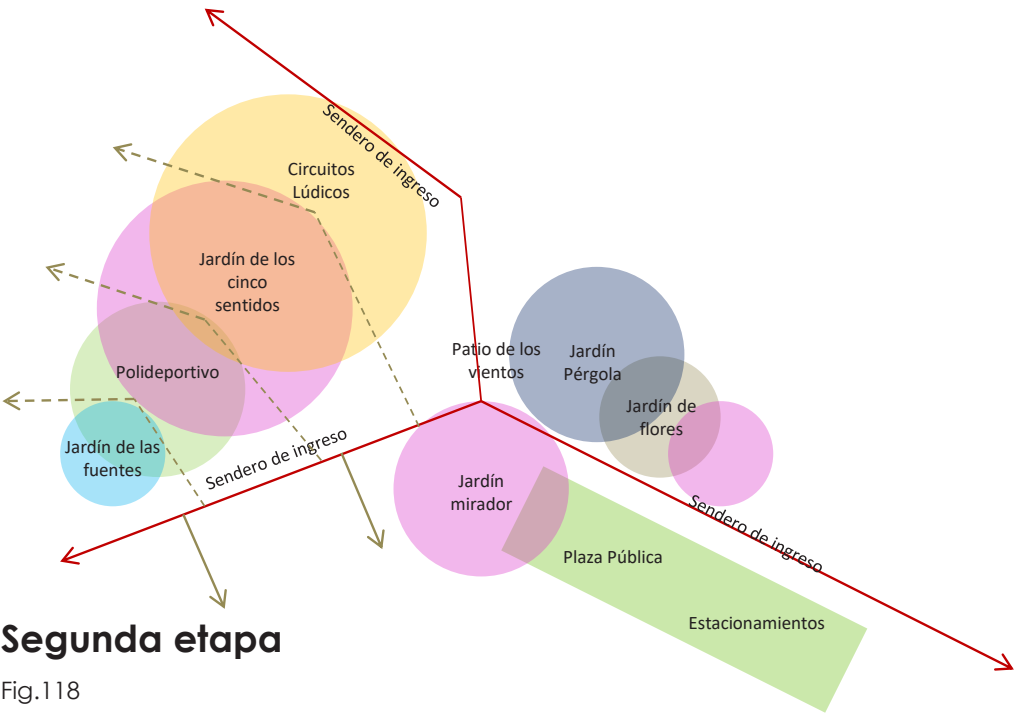 Sendero de ingreso
Circuitos
Lúdicos
Jardín de los
cinco
sentidos
Patio de los
vientos
Jardín
Pérgola
Polideportivo
Jardín de
flores
Jardín de las
fuentes
Sendero de ingreso
Jardín
mirador
Sendero de ingreso
Plaza Pública
Estacionamientos
Segunda etapa
Fig.118